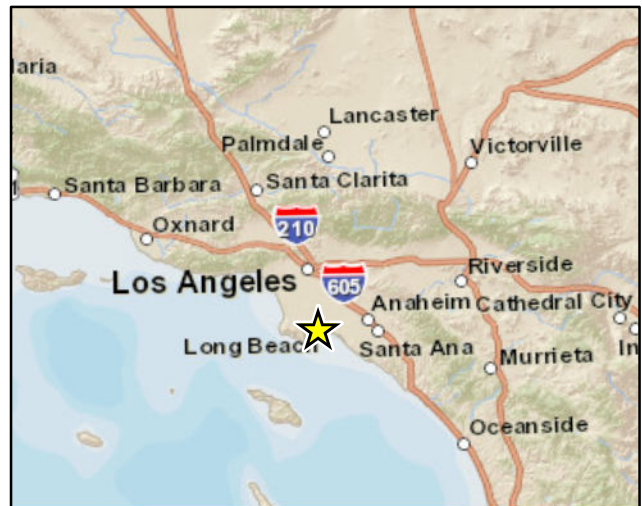 laria
Lancaster
Palmdale
Victorville
Santa Barbara
Santa Clarita
Oxnard
210
Los Angeles
605
Riverside
Anaheim
Cathedral City
Long Beach
Santa Ana
Murrieta
In
Oceanside